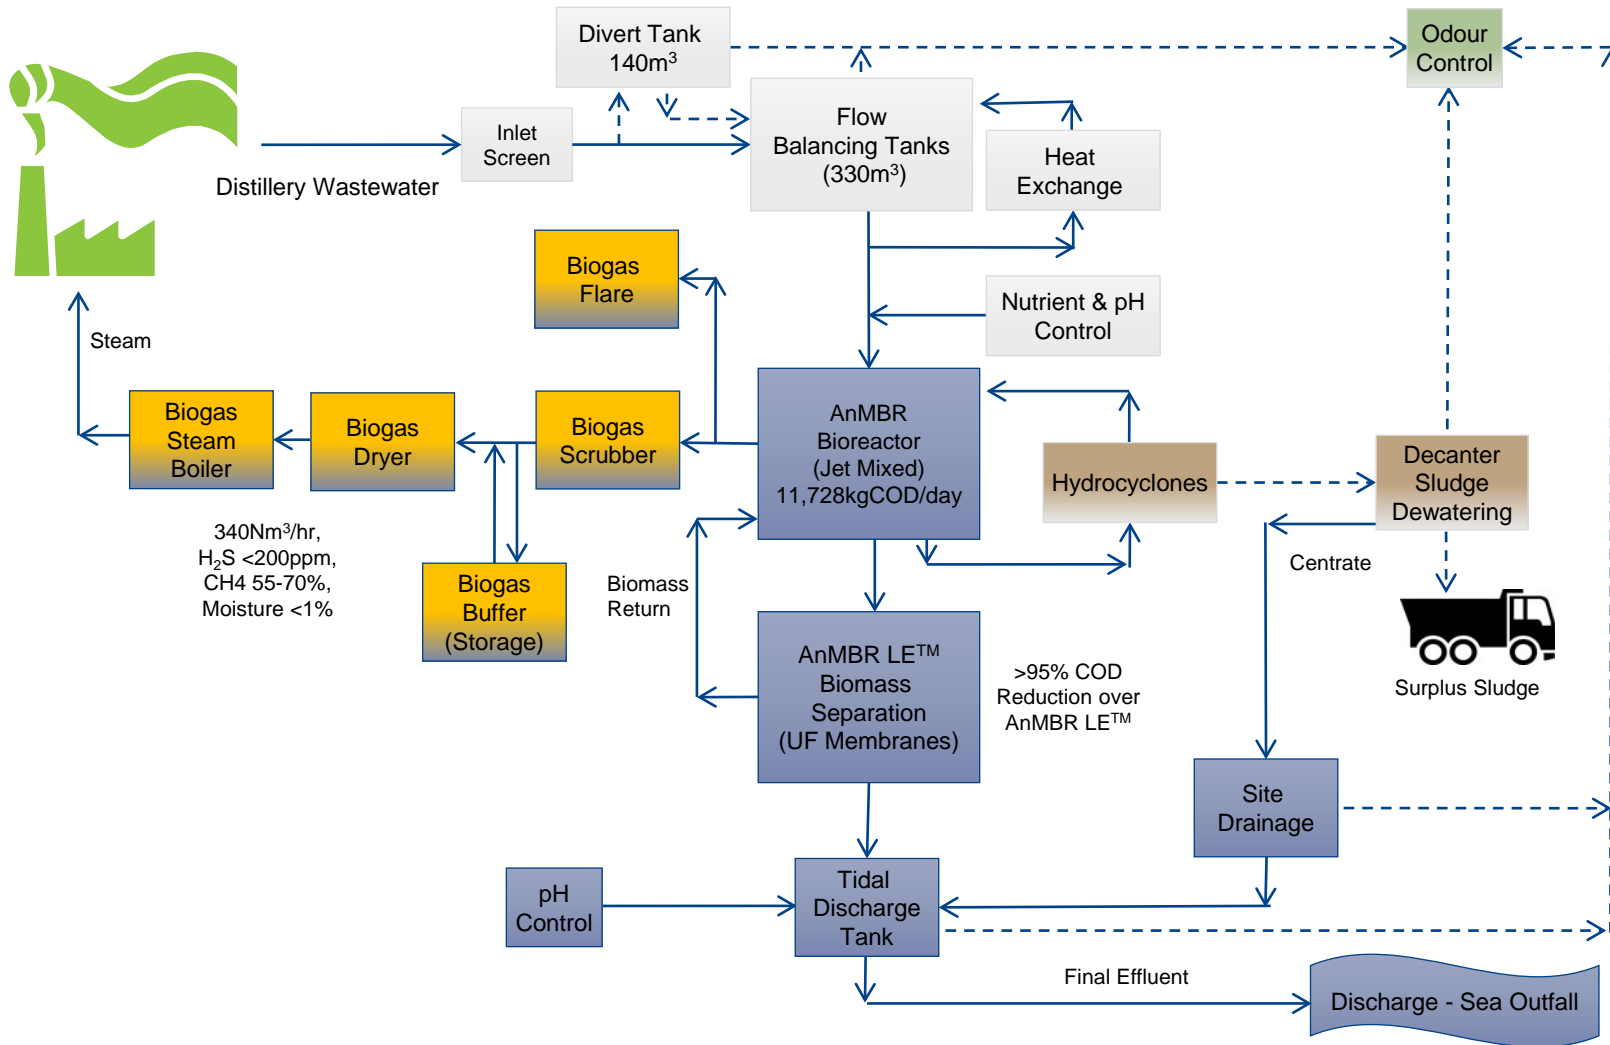 Divert Tank
140m³
Odour
Control
Inlet
Screen
Flow
Balancing Tanks
(330m³)
Heat
Exchange
Distillery Wastewater
Biogas
Flare
Nutrient & pH
Control
Steam
Biogas
Steam
Boiler
Biogas
Dryer
Biogas
Scrubber
AnMBR
Bioreactor
(Jet Mixed)
11,728kgCOD/day
Hydrocyclones
Decanter
Sludge
Dewatering
340Nm³/hr,
H₂S <200ppm,
CH4 55-70%,
Moisture <1%
Biogas
Buffer
(Storage)
Biomass
Return
Centrate
AnMBR LE™
Biomass
Separation
(UF Membranes)
>95% COD
Reduction over
AnMBR LE™
Surplus Sludge
Site
Drainage
pH
Control
Tidal
Discharge
Tank
Final Effluent
Discharge - Sea Outfall